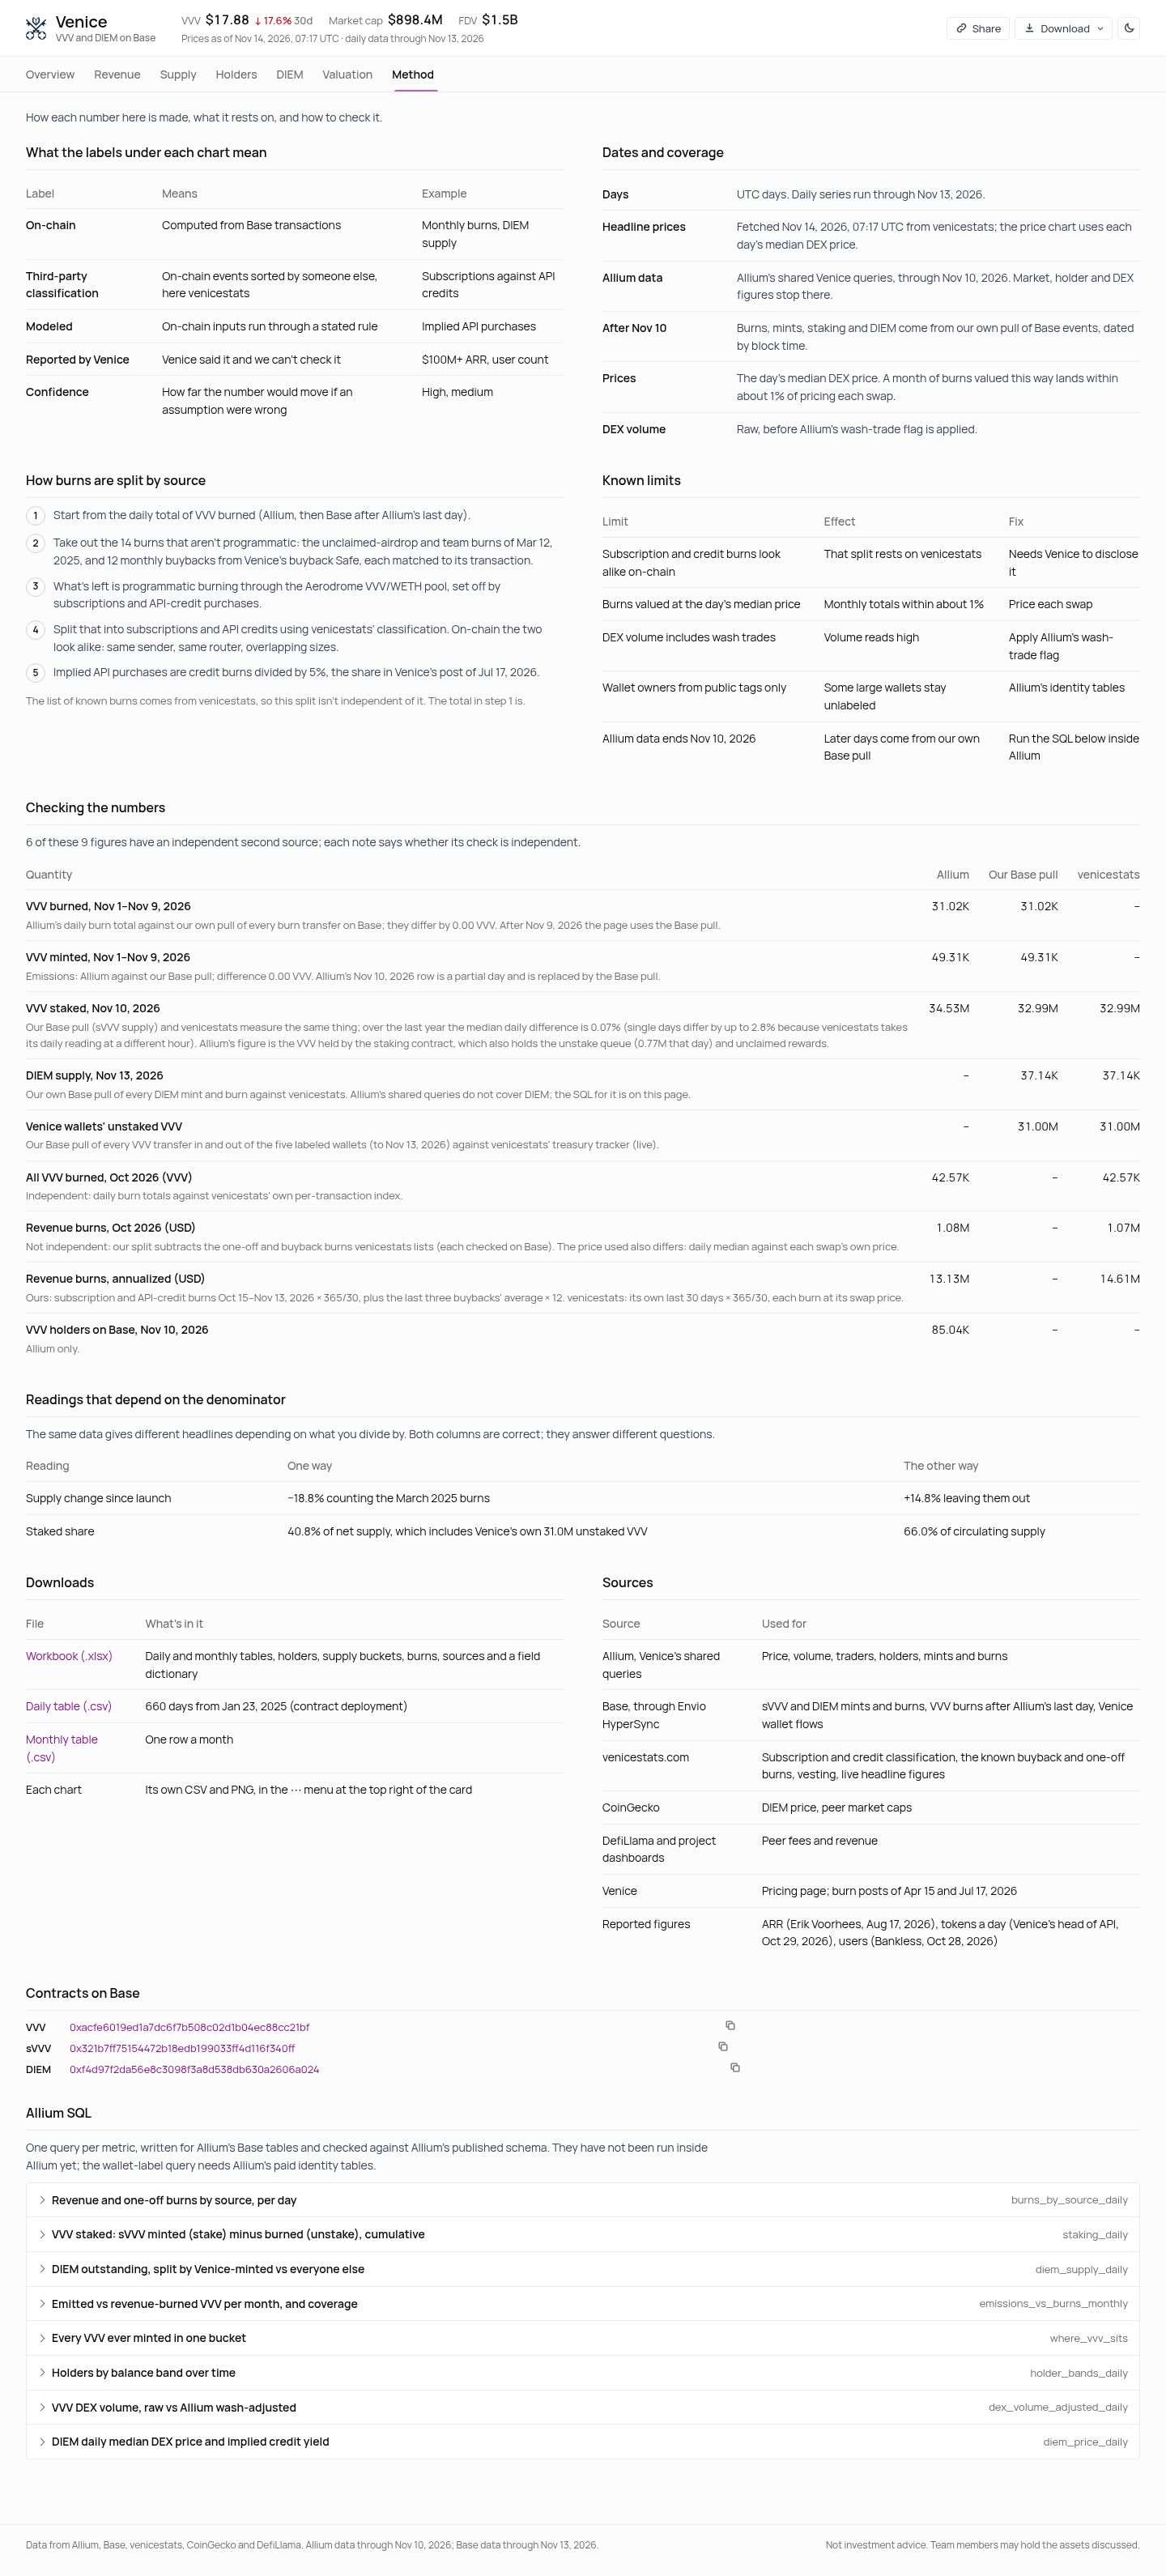 Venice
VVV and DIEM on Base
VVV $17.88 ↓ 17.6% 30d Market cap $898.4M FDV $1.5B
Prices as of Nov 14, 2026, 07:17 UTC · daily data through Nov 13, 2026
Share
Download
Overview Revenue Supply Holders DIEM Valuation Method
How each number here is made, what it rests on, and how to check it.
What the labels under each chart mean
Label Means Example
On-chain Computed from Base transactions Monthly burns, DIEM
supply
Third-party On-chain events sorted by someone else, Subscriptions against API
classification here venicestats credits
Modeled On-chain inputs run through a stated rule Implied API purchases
Reported by Venice Venice said it and we can't check it $100M+ ARR, user count
Confidence How far the number would move if an High, medium
assumption were wrong
Dates and coverage
Days UTC days. Daily series run through Nov 13, 2026.
Headline prices Fetched Nov 14, 2026, 07:17 UTC from venicestats; the price chart uses each
day's median DEX price.
Allium data Allium's shared Venice queries, through Nov 10, 2026. Market, holder and DEX
figures stop there.
After Nov 10 Burns, mints, staking and DIEM come from our own pull of Base events, dated
by block time.
Prices The day's median DEX price. A month of burns valued this way lands within
about 1% of pricing each swap.
DEX volume Raw, before Allium's wash-trade flag is applied.
How burns are split by source
1 Start from the daily total of VVV burned (Allium, then Base after Allium's last day).
2 Take out the 14 burns that aren't programmatic: the unclaimed-airdrop and team burns of Mar 12,
2025, and 12 monthly buybacks from Venice's buyback Safe, each matched to its transaction.
3 What's left is programmatic burning through the Aerodrome VVV/WETH pool, set off by
subscriptions and API-credit purchases.
4 Split that into subscriptions and API credits using venicestats' classification. On-chain the two
look alike: same sender, same router, overlapping sizes.
5 Implied API purchases are credit burns divided by 5%, the share in Venice's post of Jul 17, 2026.
The list of known burns comes from venicestats, so this split isn't independent of it. The total in step 1 is.
Known limits
Limit Effect Fix
Subscription and credit burns look That split rests on venicestats Needs Venice to disclose
alike on-chain it
Burns valued at the day's median price Monthly totals within about 1% Price each swap
DEX volume includes wash trades Volume reads high Apply Allium's wash-
trade flag
Wallet owners from public tags only Some large wallets stay Allium's identity tables
unlabeled
Allium data ends Nov 10, 2026 Later days come from our own Run the SQL below inside
Base pull Allium
Checking the numbers
6 of these 9 figures have an independent second source; each note says whether its check is independent.
Quantity Allium Our Base pull venicestats
VVV burned, Nov 1–Nov 9, 2026 31.02K 31.02K –
Allium's daily burn total against our own pull of every burn transfer on Base; they differ by 0.00 VVV. After Nov 9, 2026 the page uses the Base pull.
VVV minted, Nov 1–Nov 9, 2026 49.31K 49.31K –
Emissions: Allium against our Base pull; difference 0.00 VVV. Allium's Nov 10, 2026 row is a partial day and is replaced by the Base pull.
VVV staked, Nov 10, 2026 34.53M 32.99M 32.99M
Our Base pull (sVVV supply) and venicestats measure the same thing; over the last year the median daily difference is 0.07% (single days differ by up to 2.8% because venicestats takes
its daily reading at a different hour). Allium's figure is the VVV held by the staking contract, which also holds the unstake queue (0.77M that day) and unclaimed rewards.
DIEM supply, Nov 13, 2026 – 37.14K 37.14K
Our own Base pull of every DIEM mint and burn against venicestats. Allium's shared queries do not cover DIEM; the SQL for it is on this page.
Venice wallets' unstaked VVV – 31.00M 31.00M
Our Base pull of every VVV transfer in and out of the five labeled wallets (to Nov 13, 2026) against venicestats' treasury tracker (live).
All VVV burned, Oct 2026 (VVV) 42.57K – 42.57K
Independent: daily burn totals against venicestats' own per-transaction index.
Revenue burns, Oct 2026 (USD) 1.08M – 1.07M
Not independent: our split subtracts the one-off and buyback burns venicestats lists (each checked on Base). The price used also differs: daily median against each swap's own price.
Revenue burns, annualized (USD) 13.13M – 14.61M
Ours: subscription and API-credit burns Oct 15–Nov 13, 2026 × 365/30, plus the last three buybacks' average × 12. venicestats: its own last 30 days × 365/30, each burn at its swap price.
VVV holders on Base, Nov 10, 2026 85.04K – –
Allium only.
Readings that depend on the denominator
The same data gives different headlines depending on what you divide by. Both columns are correct; they answer different questions.
Reading One way The other way
Supply change since launch −18.8% counting the March 2025 burns +14.8% leaving them out
Staked share 40.8% of net supply, which includes Venice's own 31.0M unstaked VVV 66.0% of circulating supply
Downloads
File What's in it
Workbook (.xlsx) Daily and monthly tables, holders, supply buckets, burns, sources and a field
dictionary
Daily table (.csv) 660 days from Jan 23, 2025 (contract deployment)
Monthly table One row a month
(.csv)
Each chart Its own CSV and PNG, in the ··· menu at the top right of the card
Sources
Source Used for
Allium, Venice's shared Price, volume, traders, holders, mints and burns
queries
Base, through Envio sVVV and DIEM mints and burns, VVV burns after Allium's last day, Venice
HyperSync wallet flows
venicestats.com Subscription and credit classification, the known buyback and one-off
burns, vesting, live headline figures
CoinGecko DIEM price, peer market caps
DefiLlama and project Peer fees and revenue
dashboards
Venice Pricing page; burn posts of Apr 15 and Jul 17, 2026
Reported figures ARR (Erik Voorhees, Aug 17, 2026), tokens a day (Venice's head of API,
Oct 29, 2026), users (Bankless, Oct 28, 2026)
Contracts on Base
VVV 0xacfe6019ed1a7dc6f7b508c02d1b04ec88cc21bf
sVVV 0x321b7ff75154472b18edb199033ff4d116f340ff
DIEM 0xf4d97f2da56e8c3098f3a8d538db630a2606a024
Allium SQL
One query per metric, written for Allium's Base tables and checked against Allium's published schema. They have not been run inside
Allium yet; the wallet-label query needs Allium's paid identity tables.
Revenue and one-off burns by source, per day burns_by_source_daily
VVV staked: sVVV minted (stake) minus burned (unstake), cumulative staking_daily
DIEM outstanding, split by Venice-minted vs everyone else diem_supply_daily
Emitted vs revenue-burned VVV per month, and coverage emissions_vs_burns_monthly
Every VVV ever minted in one bucket where_vvv_sits
Holders by balance band over time holder_bands_daily
VVV DEX volume, raw vs Allium wash-adjusted dex_volume_adjusted_daily
DIEM daily median DEX price and implied credit yield diem_price_daily
Data from Allium, Base, venicestats, CoinGecko and DefiLlama. Allium data through Nov 10, 2026; Base data through Nov 13, 2026.
Not investment advice. Team members may hold the assets discussed.